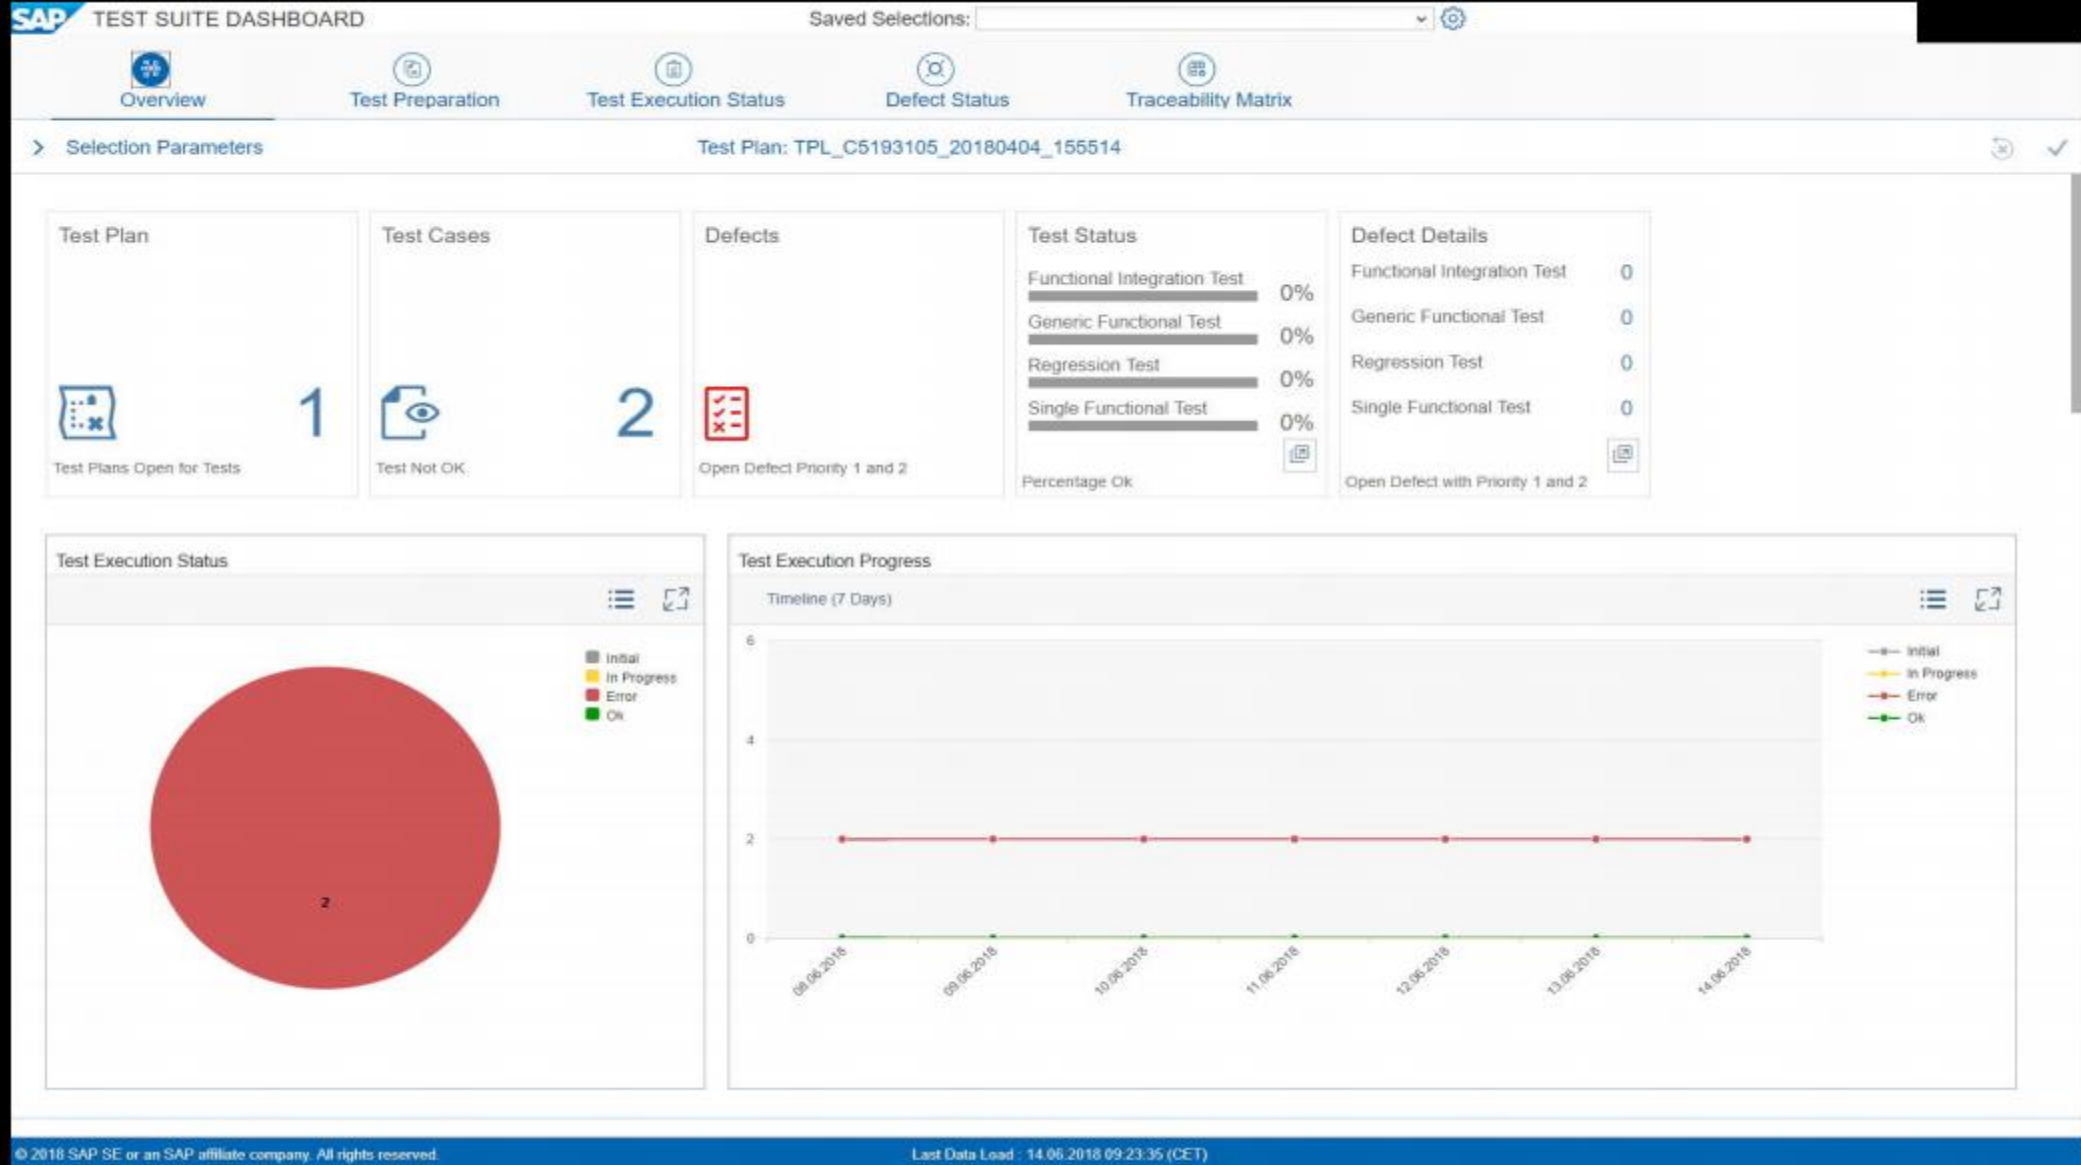 SAP TEST SUITE DASHBOARD
Saved Selections:
Overview
Test Preparation
Test Execution Status
Defect Status
Traceability Matrix
Selection Parameters
Test Plan: TPL_C5193105_20180404_155514
Test Plan
1
Test Plans Open for Tests
Test Cases
2
Test Not OK
Defects
Open Defect Priority 1 and 2
Test Status
Functional Integration Test 0%
Generic Functional Test 0%
Regression Test 0%
Single Functional Test 0%
Percentage Ok
Defect Details
Functional Integration Test 0
Generic Functional Test 0
Regression Test 0
Single Functional Test 0
Open Defect with Priority 1 and 2
Test Execution Status
Initial
In Progress
Error
Ok
2
Test Execution Progress
Timeline (7 Days)
6
4
2
0
08.06.2018
09.06.2018
10.06.2018
11.06.2018
12.06.2018
13.06.2018
14.06.2018
Initial
In Progress
Error
Ok
© 2018 SAP SE or an SAP affiliate company. All rights reserved.
Last Data Load : 14.06.2018 09:23:35 (CET)